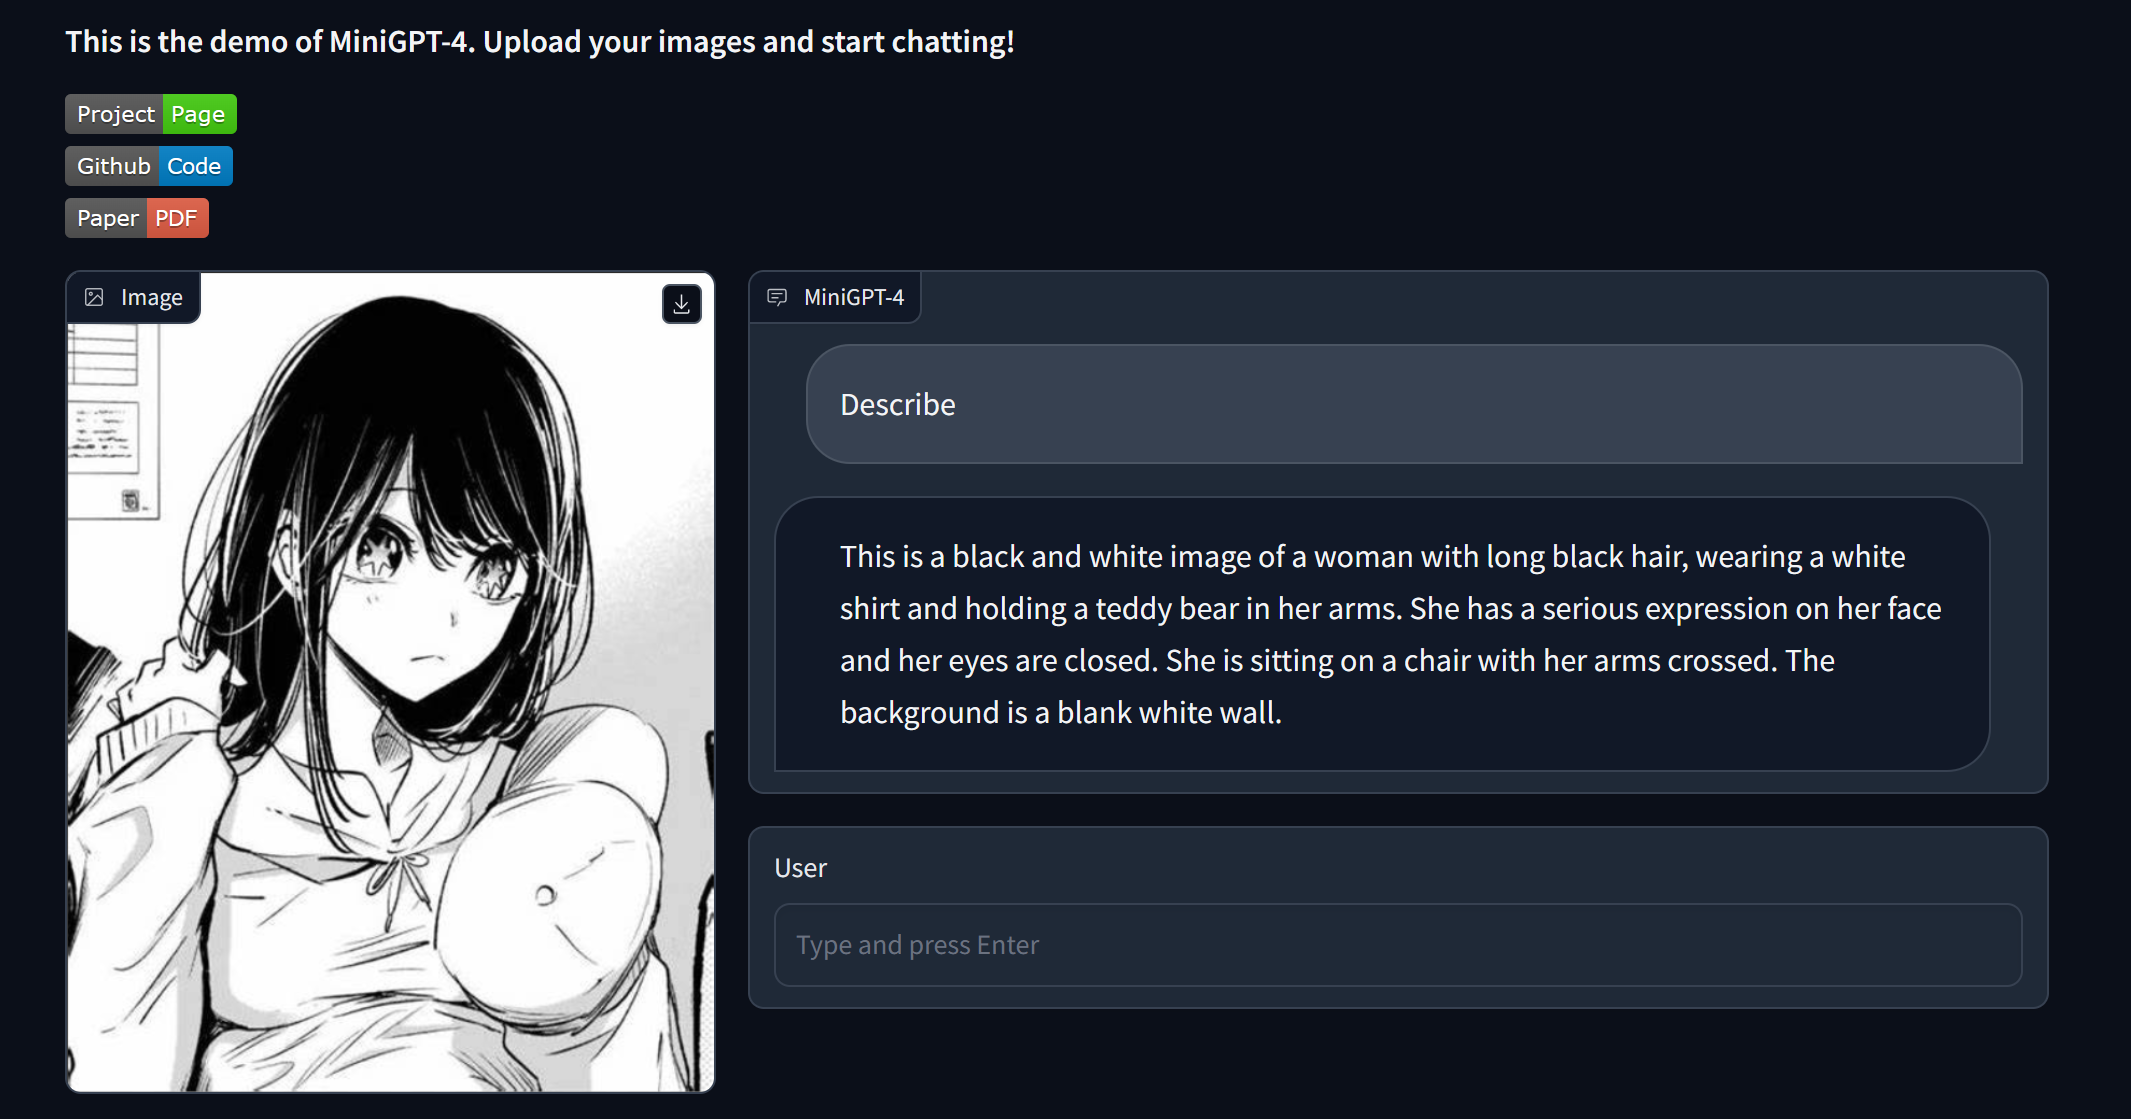 This is the demo of MiniGPT-4. Upload your images and start chatting!
Project Page
Github Code
Paper PDF
Image
MiniGPT-4
Describe
This is a black and white image of a woman with long black hair, wearing a white
shirt and holding a teddy bear in her arms. She has a serious expression on her face
and her eyes are closed. She is sitting on a chair with her arms crossed. The
background is a blank white wall.
User
Type and press Enter